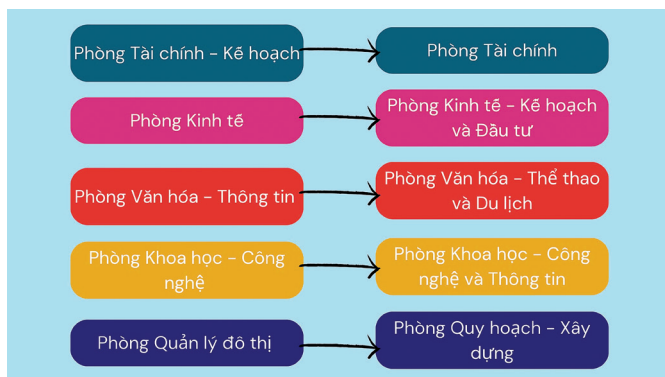 Phòng Tài chính - Kế hoạch
Phòng Tài chính
Phòng Kinh tế
Phòng Kinh tế - Kế hoạch
và Đầu tư
Phòng Văn hóa - Thông tin
Phòng Văn hóa - Thể thao
và Du lịch
Phòng Khoa học - Công
nghệ
Phòng Khoa học - Công
nghệ và Thông tin
Phòng Quản lý đô thị
Phòng Quy hoạch - Xây
dựng